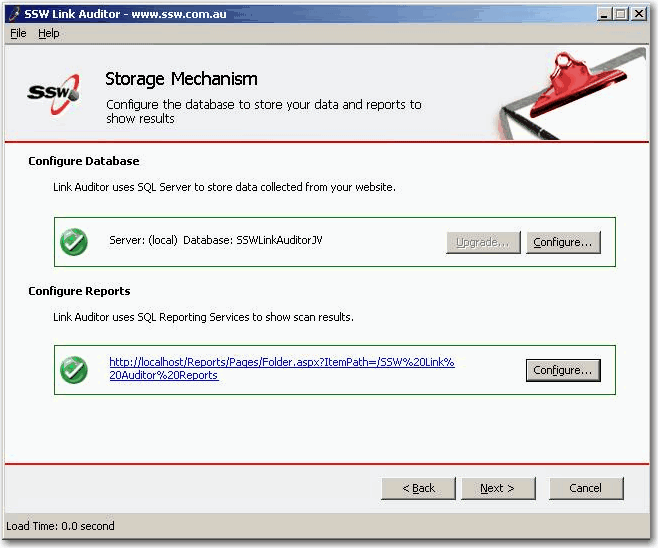 SSW Link Auditor - www.ssw.com.au
File Help
SSW
Storage Mechanism
Configure the database to store your data and reports to
show results
Configure Database
Link Auditor uses SQL Server to store data collected from your website.
Server: (local) Database: SSWLinkAuditorJV
Upgrade...
Configure...
Configure Reports
Link Auditor uses SQL Reporting Services to show scan results.
http://localhost/Reports/Pages/Folder.aspx?ItemPath=/SSW%20Link%
20Auditor%20Reports
Configure...
< Back
Next >
Cancel
Load Time: 0.0 second